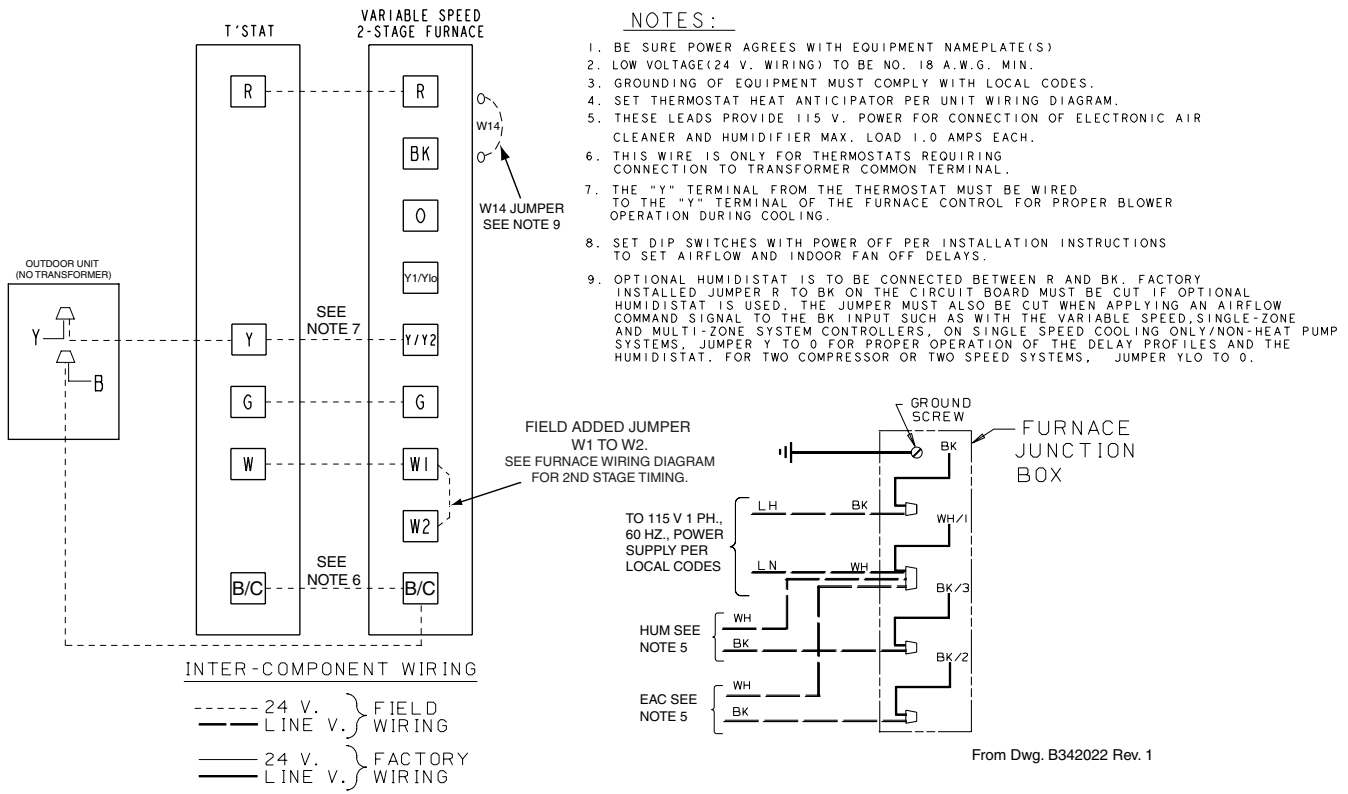 T'STAT
VARIABLE SPEED
2-STAGE FURNACE
R
R
W14
BK
W14 JUMPER
SEE NOTE 9
O
Y1/Ylo
OUTDOOR UNIT
(NO TRANSFORMER)
Y
B
SEE
NOTE 7
Y
Y/Y2
G
G
FIELD ADDED JUMPER
W1 TO W2.
SEE FURNACE WIRING DIAGRAM
FOR 2ND STAGE TIMING.
W
W1
W2
SEE
NOTE 6
B/C
B/C
INTER-COMPONENT WIRING
24 V.
LINE V.
FIELD
WIRING
24 V.
LINE V.
FACTORY
WIRING
NOTES:
1. BE SURE POWER AGREES WITH EQUIPMENT NAMEPLATE(S)
2. LOW VOLTAGE(24 V. WIRING) TO BE NO. 18 A.W.G. MIN.
3. GROUNDING OF EQUIPMENT MUST COMPLY WITH LOCAL CODES.
4. SET THERMOSTAT HEAT ANTICIPATOR PER UNIT WIRING DIAGRAM.
5. THESE LEADS PROVIDE 115 V. POWER FOR CONNECTION OF ELECTRONIC AIR
CLEANER AND HUMIDIFIER MAX. LOAD 1.0 AMPS EACH.
6. THIS WIRE IS ONLY FOR THERMOSTATS REQUIRING
CONNECTION TO TRANSFORMER COMMON TERMINAL.
7. THE "Y" TERMINAL FROM THE THERMOSTAT MUST BE WIRED
TO THE "Y" TERMINAL OF THE FURNACE CONTROL FOR PROPER BLOWER
OPERATION DURING COOLING.
8. SET DIP SWITCHES WITH POWER OFF PER INSTALLATION INSTRUCTIONS
TO SET AIRFLOW AND INDOOR FAN OFF DELAYS.
9. OPTIONAL HUMIDISTAT IS TO BE CONNECTED BETWEEN R AND BK. FACTORY
INSTALLED JUMPER R TO BK ON THE CIRCUIT BOARD MUST BE CUT IF OPTIONAL
HUMIDISTAT IS USED. THE JUMPER MUST ALSO BE CUT WHEN APPLYING AN AIRFLOW
COMMAND SIGNAL TO THE BK INPUT SUCH AS WITH THE VARIABLE SPEED,SINGLE-ZONE
AND MULTI-ZONE SYSTEM CONTROLLERS, ON SINGLE SPEED COOLING ONLY/NON-HEAT PUMP
SYSTEMS, JUMPER Y TO O FOR PROPER OPERATION OF THE DELAY PROFILES AND THE
HUMIDISTAT. FOR TWO COMPRESSOR OR TWO SPEED SYSTEMS, JUMPER YLO TO O.
GROUND
SCREW
FURNACE
JUNCTION
BOX
BK
TO 115 V 1 PH.,
60 HZ., POWER
SUPPLY PER
LOCAL CODES
LH
BK
WH/1
LN
WH
BK/3
HUM SEE
NOTE 5
WH
BK
BK/2
EAC SEE
NOTE 5
WH
BK
From Dwg. B342022 Rev. 1